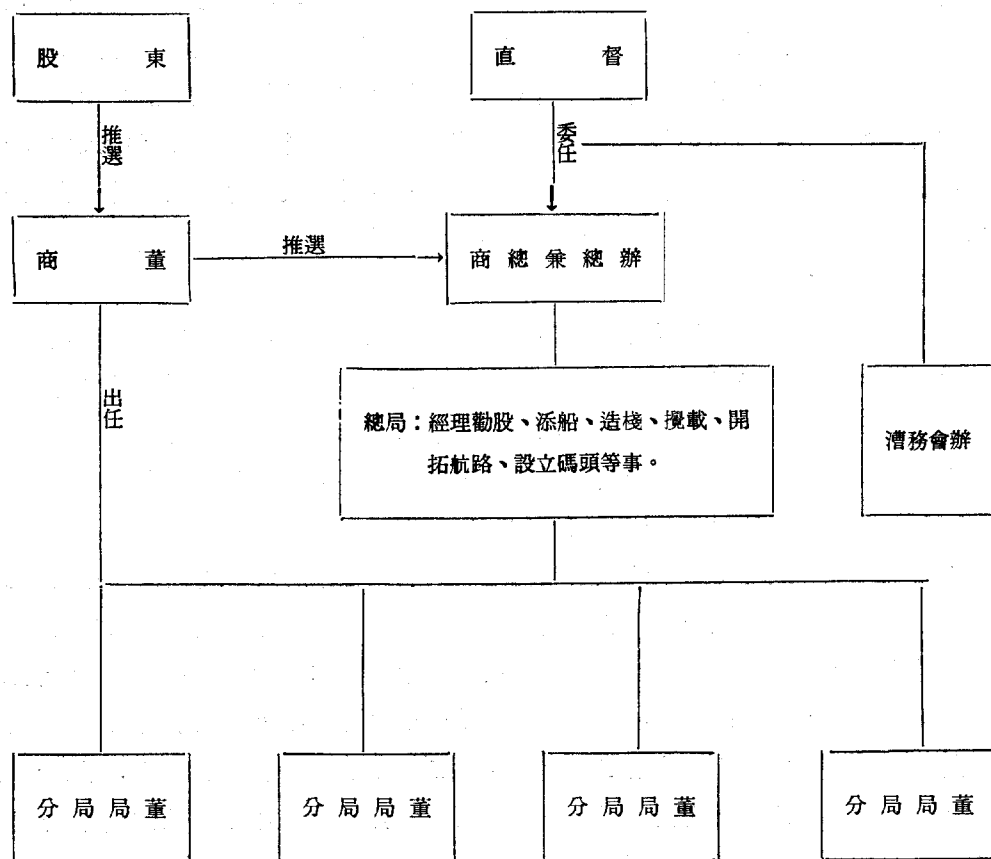 股東
直督
推選
委任
商董
推選
商總兼總辦
出任
總局：經理勸股、添船、造棧、攬載、開
拓航路、設立碼頭等事。
漕務會辦
分局局董
分局局董
分局局董
分局局董